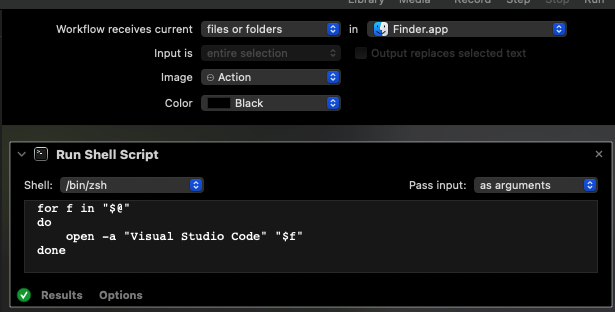 Library Media Record Step Stop Run
Workflow receives current files or folders in Finder.app
Input is entire selection Output replaces selected text
Image Action
Color Black
Run Shell Script
Shell: /bin/zsh Pass input: as arguments
for f in "$@"
do
    open -a "Visual Studio Code" "$f"
done
Results Options